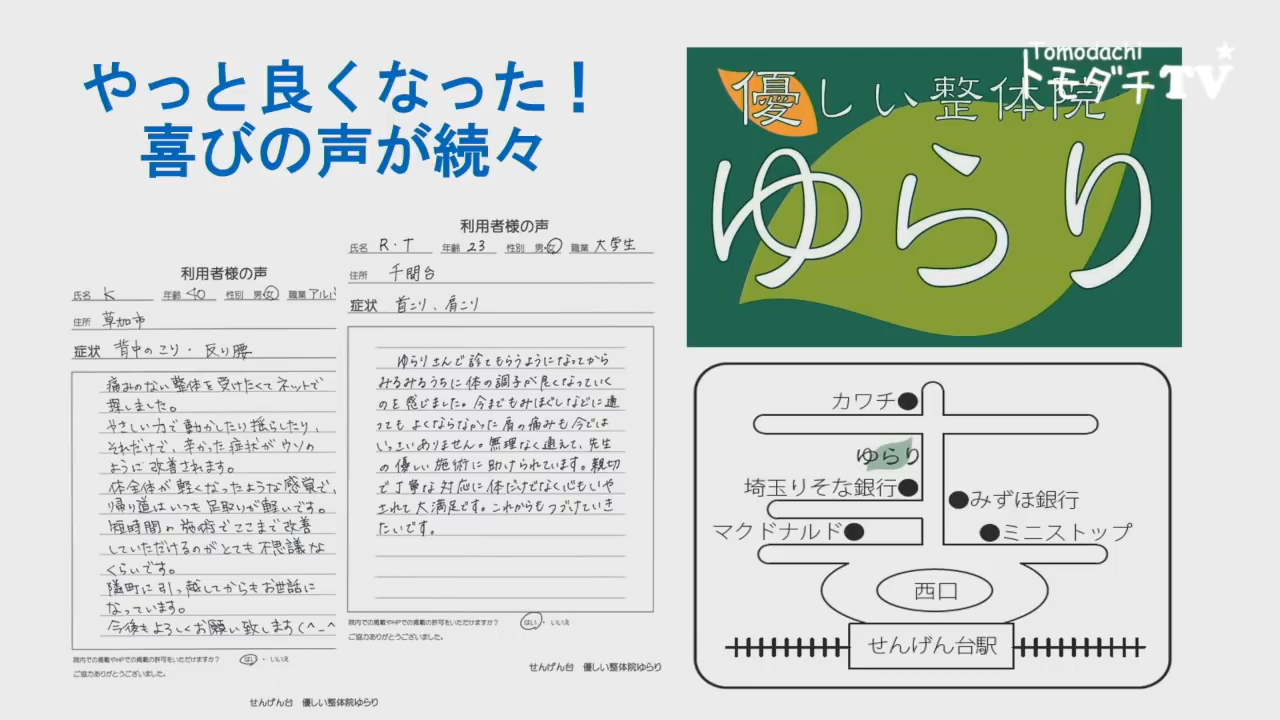 やっと良くなった！
喜びの声が続々
利用者様の声
氏名 K 年齢 40 性別 男・女 職業 アルバ
住所 草加市
症状 背中のこり・反り腰
痛みのない整体を受けたくてネットで
探しました。
やさしい力で動かしたり揺らしたり、
それだけで、辛かった症状がウソの
ように改善されます。
体全体が軽くなったような感覚で、
帰り道はいつも足取りが軽いです。
短時間の施術でここまで改善
していただけるのがとても不思議な
くらいです。
隣町に引っ越してからもお世話に
なっています。
今後もよろしくお願い致します(^-^
院内での掲載やHPでの掲載の許可をいただけますか？ はい ・ いいえ
ご協力ありがとうございました。
せんげん台 優しい整体院ゆらり
利用者様の声
氏名 R・T 年齢 23 性別 男・女 職業 大学生
住所 千間台
症状 首こり、肩こり
ゆらりさんで診てもらうようになってから
みるみるうちに体の調子が良くなっていく
のを感じました。今までもみほぐしなどに通
ってもよくならなかった肩の痛みも今では
いっさいありません。無理なく通えて、先生
の優しい施術に助けられています。親切
で丁寧な対応に体だけでなく心もいや
されて大満足です。これからもつづけていき
たいです。
院内での掲載やHPでの掲載の許可をいただけますか？ はい ・ いいえ
ご協力ありがとうございました。
せんげん台 優しい整体院ゆらり
Tomodachi
トモダチTV
優しい整体院
ゆらり
カワチ
ゆらり
埼玉りそな銀行
みずほ銀行
マクドナルド
ミニストップ
西口
せんげん台駅